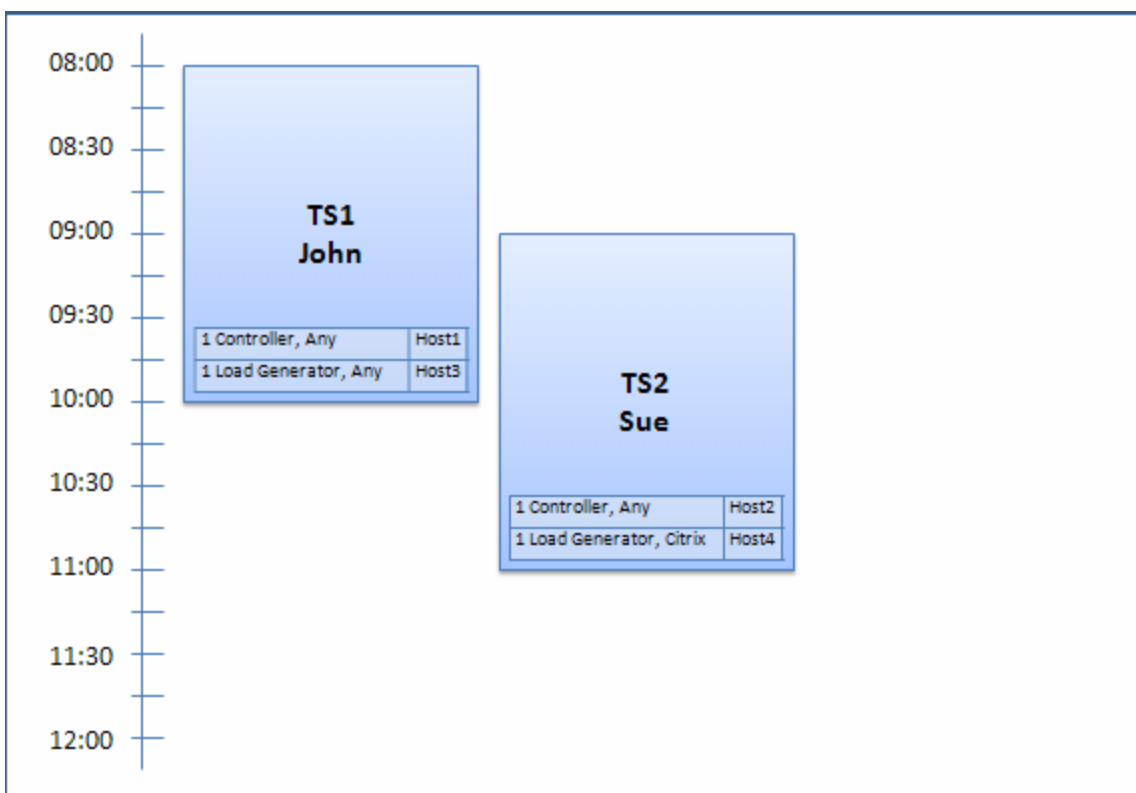 08:00
08:30
09:00
09:30
10:00
10:30
11:00
11:30
12:00
TS1
John
1 Controller, Any Host1
1 Load Generator, Any Host3
TS2
Sue
1 Controller, Any Host2
1 Load Generator, Citrix Host4